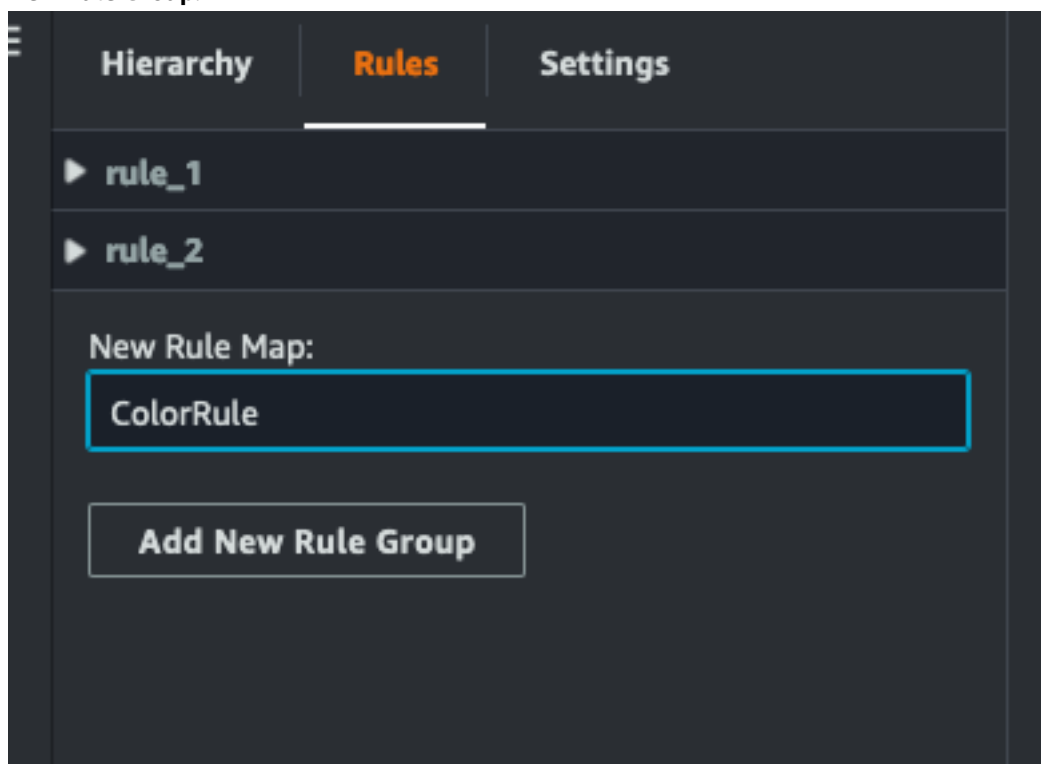 Hierarchy Rules Settings
rule_1
rule_2
New Rule Map:
ColorRule
Add New Rule Group